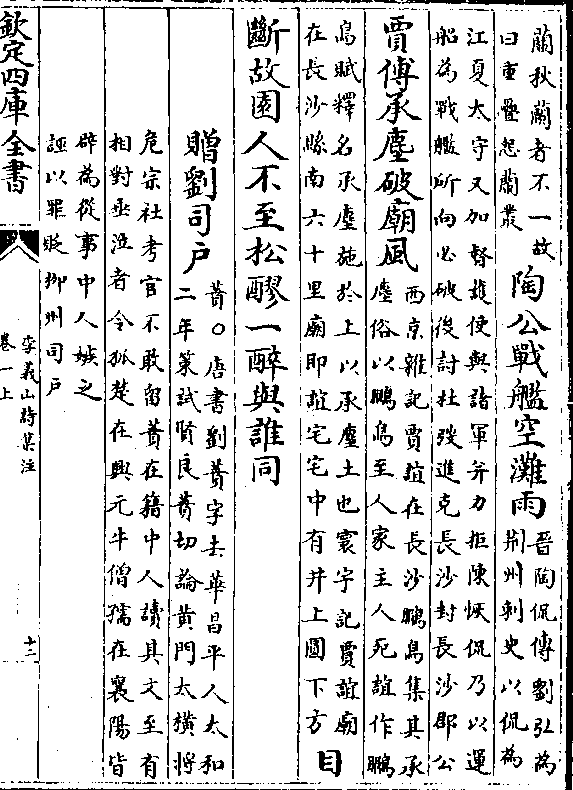 蘭秋蘭者不一故
曰重疊怨蘭叢
陶公戰艦空灘雨
晉陶侃傳劉弘為
荆州刺史以侃為
江夏太守又加督護使與諸軍并力拒陳恢侃乃以運
船為戰艦所向必破後討杜弢進克長沙封長沙郡公
賈傅承塵破廟風
西京雜記賈誼在長沙鵩鳥集其承
塵俗以鵩鳥至人家主人死誼作鵩
鳥賦釋名承塵施於上以承塵土也寰宇記賈誼廟
在長沙縣南六十里廟即誼宅宅中有井上圓下方
目
斷故園人不至松醪一醉與誰同
贈劉司戶
蕡○唐書劉蕡字去華昌平人太和
二年策試賢良蕡切論黄門太横將
危宗社考官不敢留蕡在籍中人讀其文至有
相對垂泣者令狐楚在興元牛僧孺在襄陽皆
辟為從事中人嫉之
誣以罪貶柳州司戶
欽定四庫全書
李義山詩集注
卷一上
十三